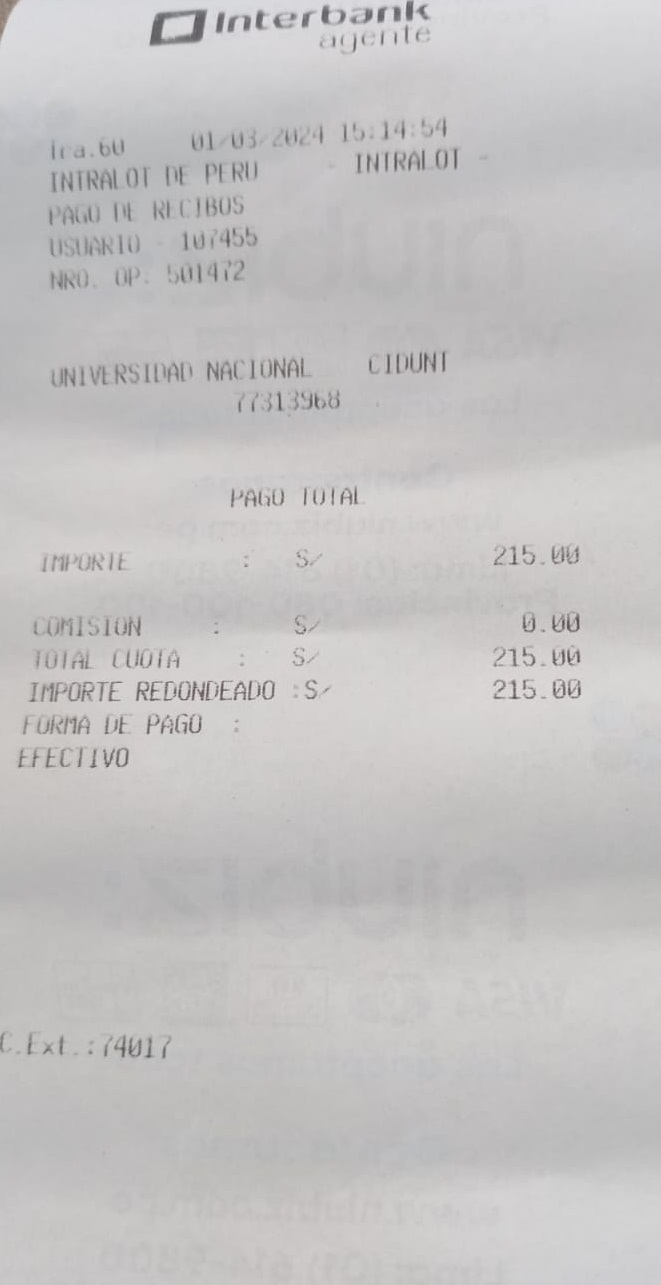 Interbank
agente
Tra.60 01/03/2024 15:14:54
INTRALOT DE PERU - INTRALOT -
PAGO DE RECIBOS
USUARIO - 107455
NRO. OP: 501472
UNIVERSIDAD NACIONAL CIDUNT
77313968
PAGO TOTAL
IMPORTE : S/ 215.00
COMISION : S/ 0.00
TOTAL CUOTA : S/ 215.00
IMPORTE REDONDEADO :S/ 215.00
FORMA DE PAGO :
EFECTIVO
C.Ext.:74017